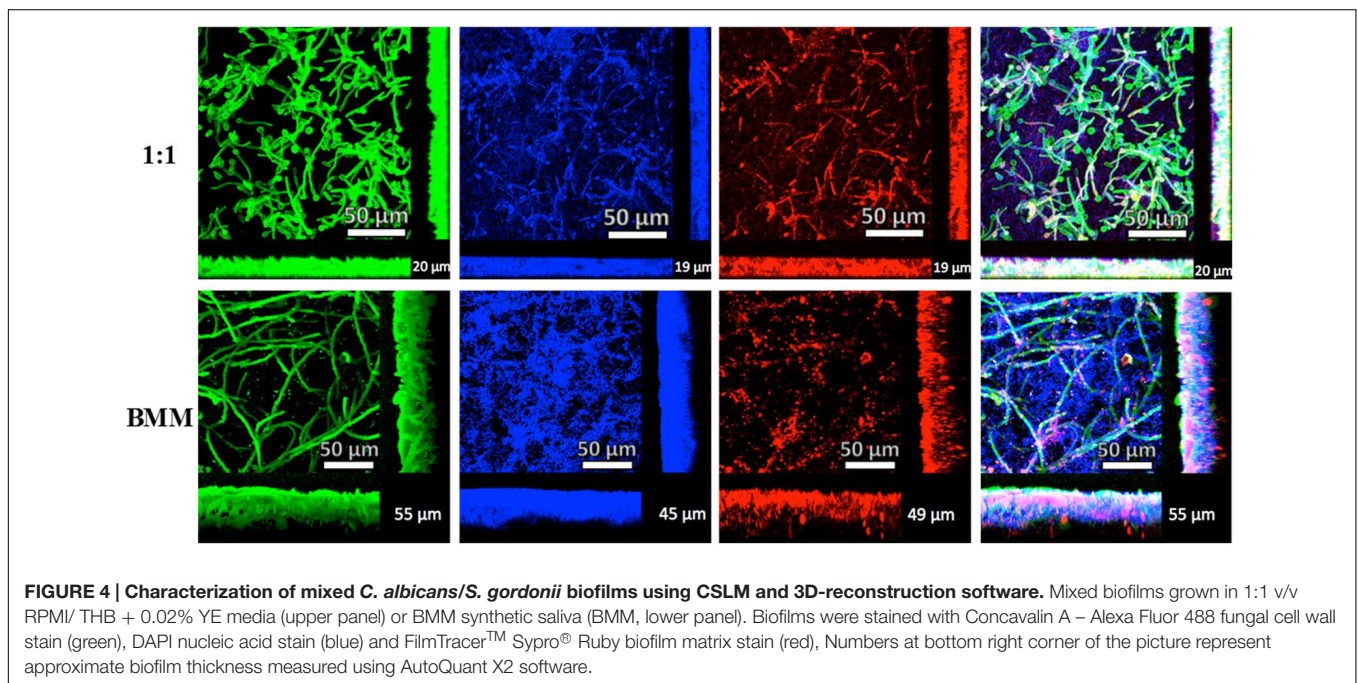 1:1
50 µm
50 µm
50 µm
50 µm
20 µm
19 µm
19 µm
20 µm
BMM
50 µm
50 µm
50 µm
50 µm
55 µm
45 µm
49 µm
55 µm
FIGURE 4 | Characterization of mixed C. albicans/S. gordonii biofilms using CSLM and 3D-reconstruction software. Mixed biofilms grown in 1:1 v/v
RPMI/ THB + 0.02% YE media (upper panel) or BMM synthetic saliva (BMM, lower panel). Biofilms were stained with Concavalin A – Alexa Fluor 488 fungal cell wall
stain (green), DAPI nucleic acid stain (blue) and FilmTracer™ Sypro® Ruby biofilm matrix stain (red), Numbers at bottom right corner of the picture represent
approximate biofilm thickness measured using AutoQuant X2 software.